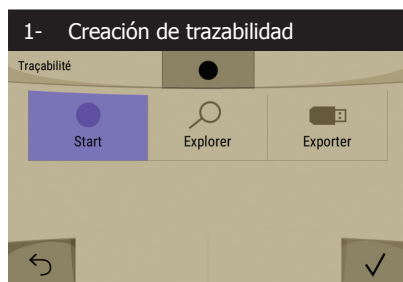 1- Creación de trazabilidad
Traçabilité
Start Explorer Exporter